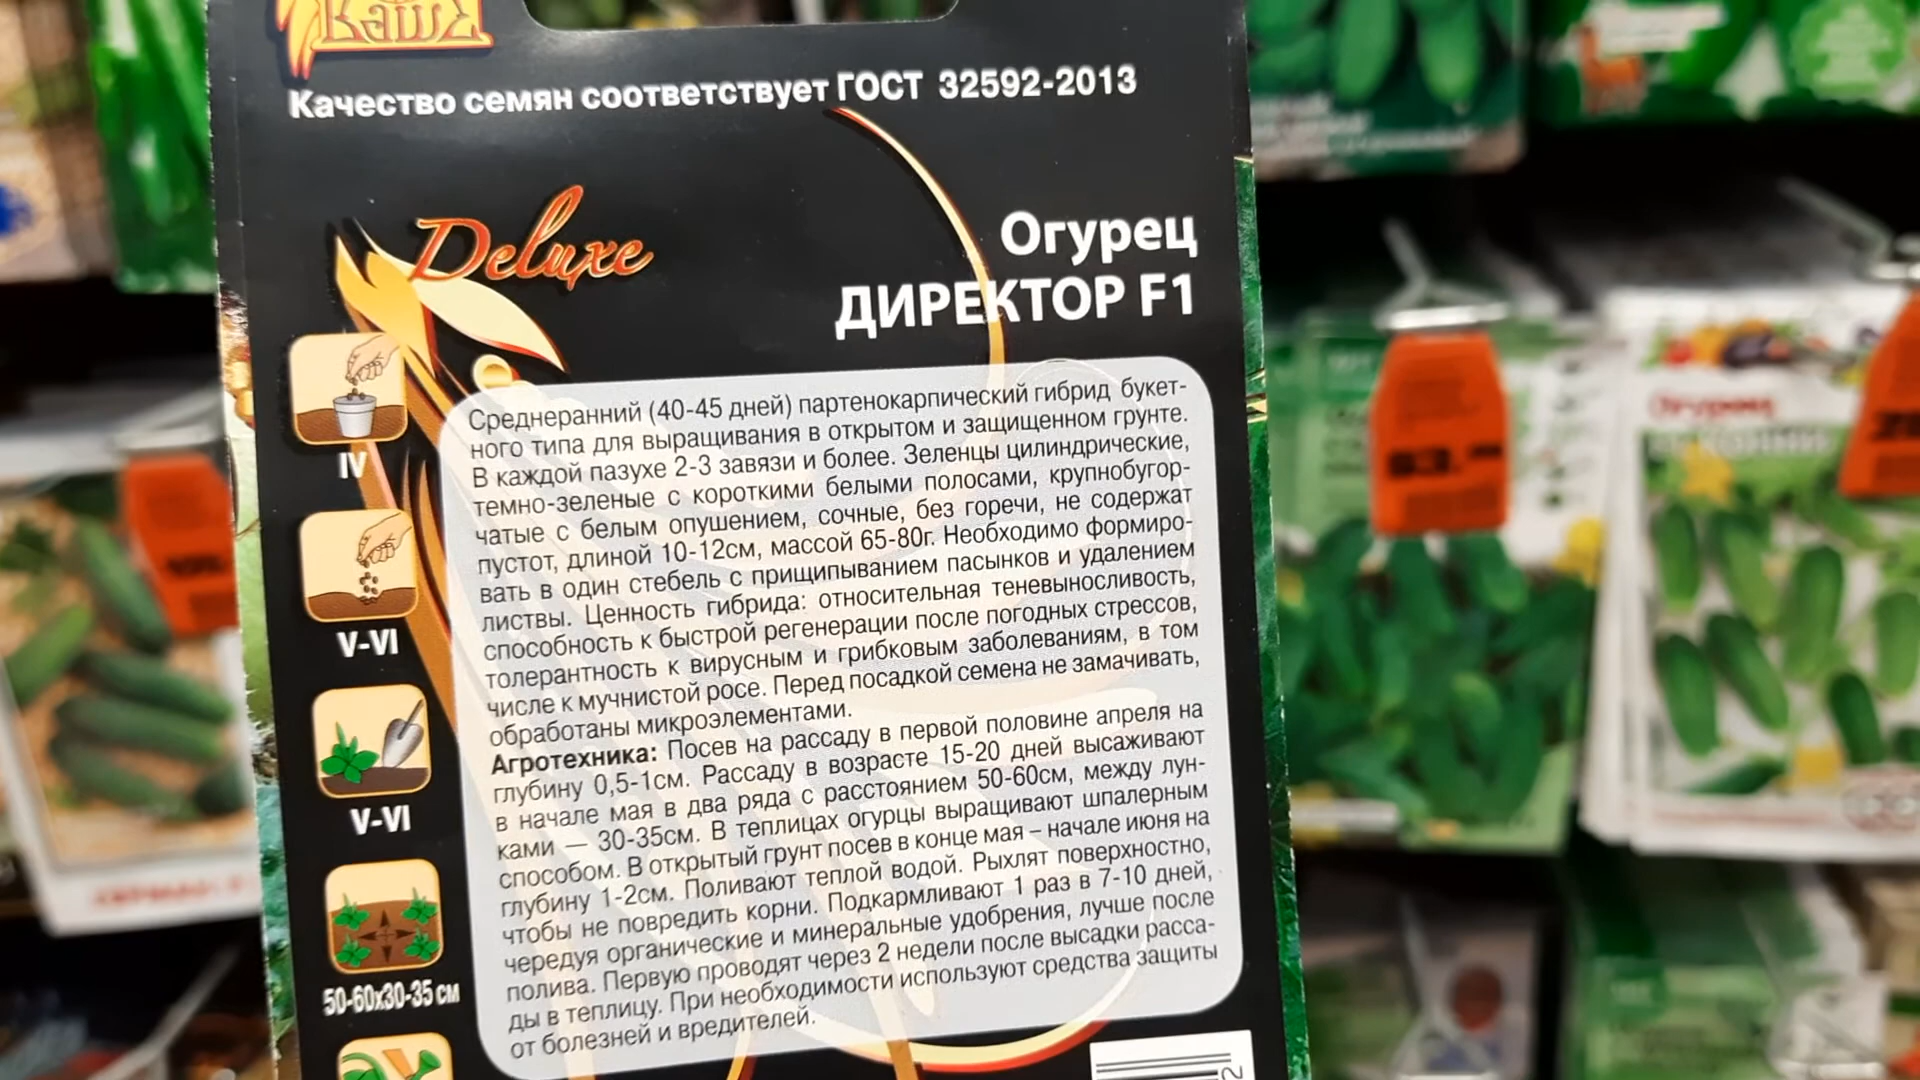 Ваше
Качество семян соответствует ГОСТ 32592-2013
Deluxe
Огурец
ДИРЕКТОР F1
IV
V-VI
V-VI
50-60х30-35 см
Среднеранний (40-45 дней) партенокарпический гибрид букет-
ного типа для выращивания в открытом и защищенном грунте.
В каждой пазухе 2-3 завязи и более. Зеленцы цилиндрические,
темно-зеленые с короткими белыми полосами, крупнобугор-
чатые с белым опушением, сочные, без горечи, не содержат
пустот, длиной 10-12см, массой 65-80г. Необходимо формиро-
вать в один стебель с прищипыванием пасынков и удалением
листвы. Ценность гибрида: относительная теневыносливость,
способность к быстрой регенерации после погодных стрессов,
толерантность к вирусным и грибковым заболеваниям, в том
числе к мучнистой росе. Перед посадкой семена не замачивать,
обработаны микроэлементами.
Агротехника: Посев на рассаду в первой половине апреля на
глубину 0,5-1см. Рассаду в возрасте 15-20 дней высаживают
в начале мая в два ряда с расстоянием 50-60см, между лун-
ками — 30-35см. В теплицах огурцы выращивают шпалерным
способом. В открытый грунт посев в конце мая – начале июня на
глубину 1-2см. Поливают теплой водой. Рыхлят поверхностно,
чтобы не повредить корни. Подкармливают 1 раз в 7-10 дней,
чередуя органические и минеральные удобрения, лучше после
полива. Первую проводят через 2 недели после высадки расса-
ды в теплицу. При необходимости используют средства защиты
от болезней и вредителей.
2
Огурец